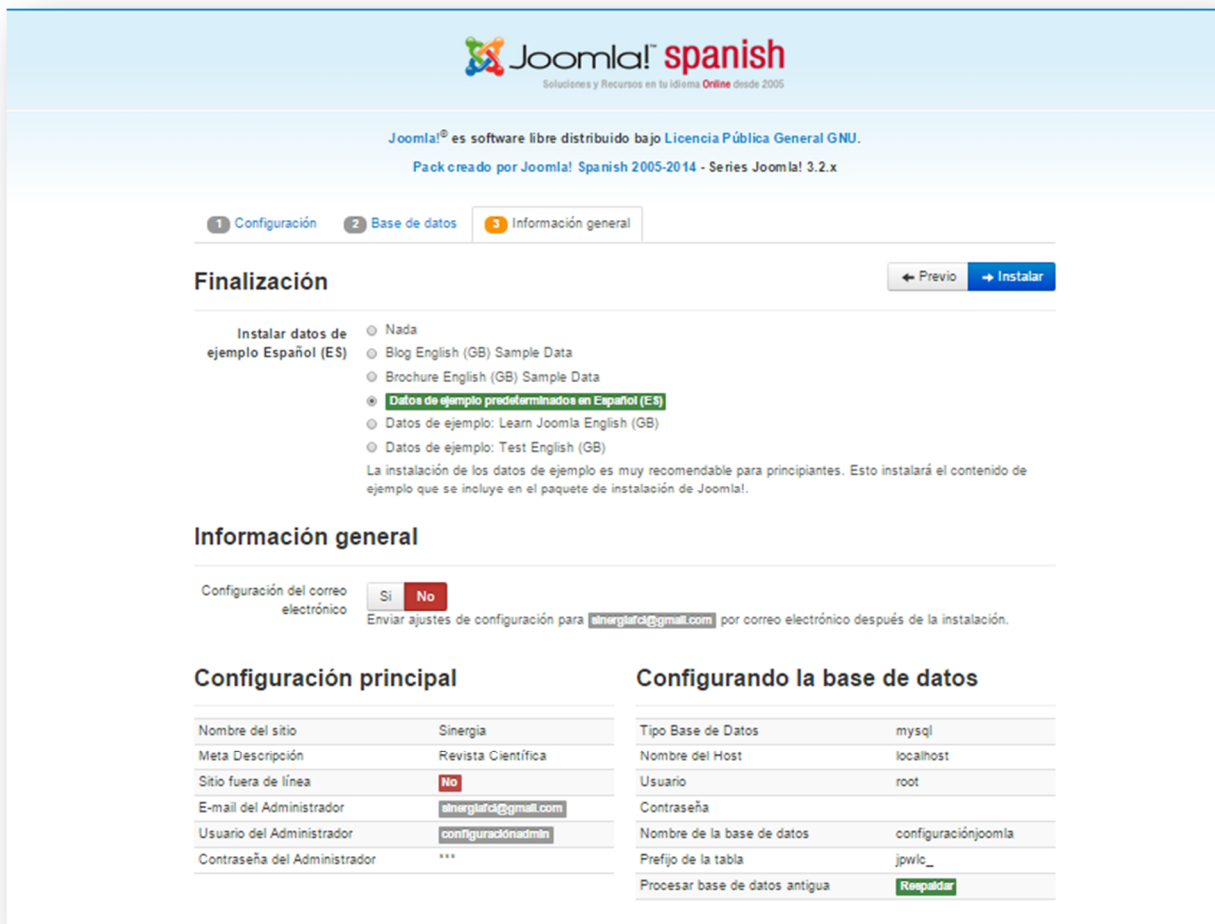 Joomla!™ spanish
Soluciones y Recursos en tu idioma Online desde 2005
Joomla!® es software libre distribuido bajo Licencia Pública General GNU.
Pack creado por Joomla! Spanish 2005-2014 - Series Joomla! 3.2.x
1 Configuración 2 Base de datos 3 Información general
Finalización
← Previo → Instalar
Instalar datos de
ejemplo Español (ES)
Nada
Blog English (GB) Sample Data
Brochure English (GB) Sample Data
Datos de ejemplo predeterminados en Español (ES)
Datos de ejemplo: Learn Joomla English (GB)
Datos de ejemplo: Test English (GB)
La instalación de los datos de ejemplo es muy recomendable para principiantes. Esto instalará el contenido de
ejemplo que se incluye en el paquete de instalación de Joomla!.
Información general
Configuración del correo
electrónico
Si No
Enviar ajustes de configuración para sinergiafci@gmail.com por correo electrónico después de la instalación.
Configuración principal
Nombre del sitio Sinergia
Meta Descripción Revista Científica
Sitio fuera de línea No
E-mail del Administrador sinergiafci@gmail.com
Usuario del Administrador configuraciónadmin
Contraseña del Administrador ***
Configurando la base de datos
Tipo Base de Datos mysql
Nombre del Host localhost
Usuario root
Contraseña
Nombre de la base de datos configuraciónjoomla
Prefijo de la tabla jpwlc_
Procesar base de datos antigua Respaldar